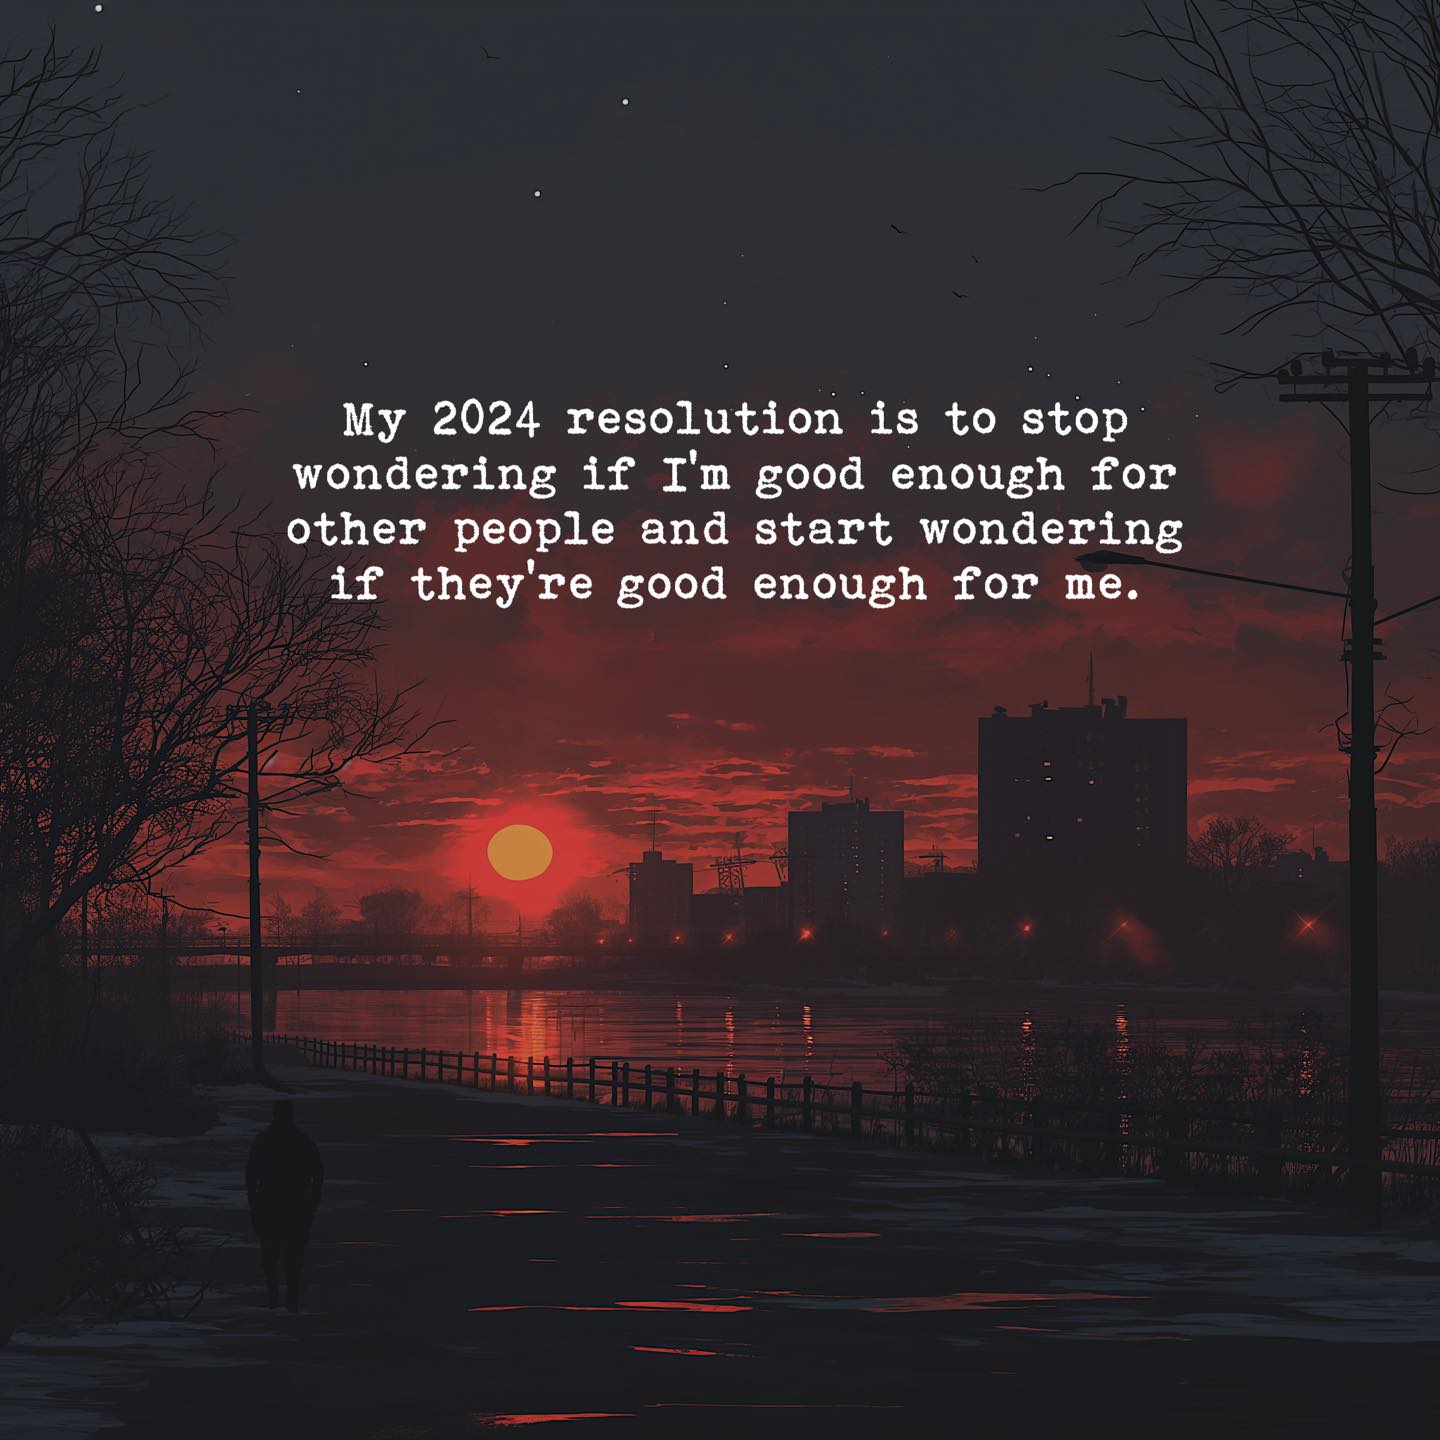 My 2024 resolution is to stop
wondering if I'm good enough for
other people and start wondering
if they're good enough for me.